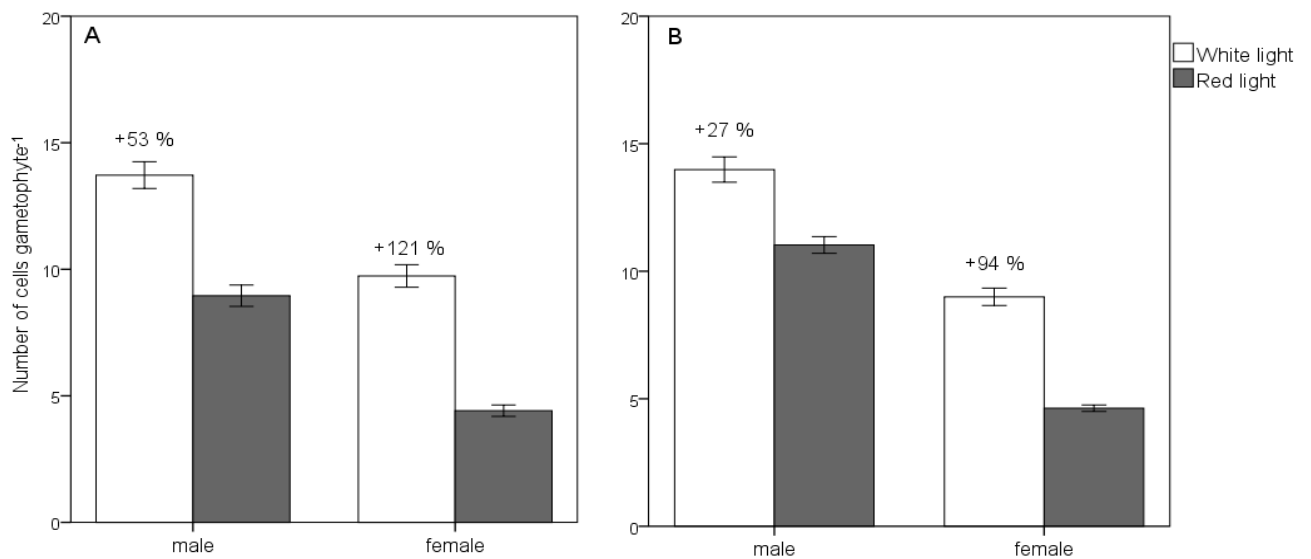 A
20
15
10
5
0
Number of cells gametophyte⁻¹
+53 %
+121 %
male
female
B
20
15
10
5
0
+27 %
+94 %
male
female
White light
Red light